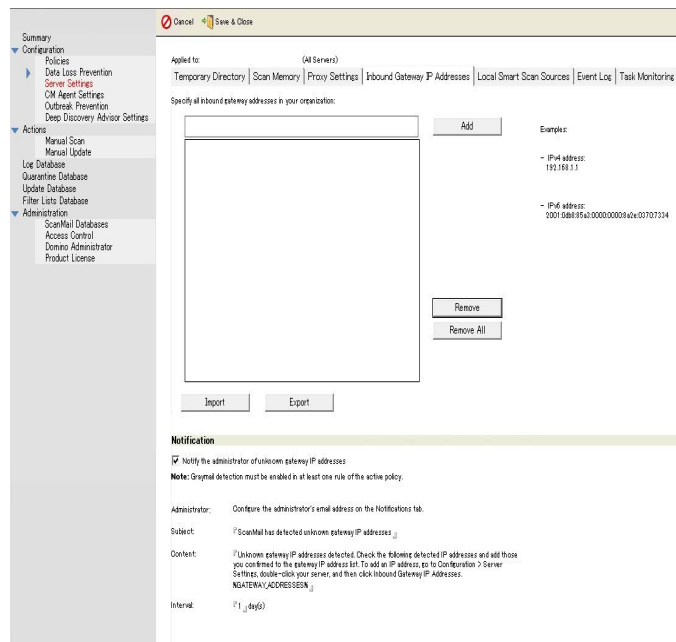 Cancel Save & Close
Summary
Configuration
Policies
Data Loss Prevention
Server Settings
CM Agent Settings
Outbreak Prevention
Deep Discovery Advisor Settings
Actions
Manual Scan
Manual Update
Log Database
Quarantine Database
Update Database
Filter Lists Database
Administration
ScanMail Databases
Access Control
Domino Administrator
Product License
Applied to: (All Servers)
Temporary Directory Scan Memory Proxy Settings Inbound Gateway IP Addresses Local Smart Scan Sources Event Log Task Monitoring
Specify all inbound gateway addresses in your organization:
Add
Examples:
- IPv4 address:
192.168.1.1
- IPv6 address:
2001:0db8:85a3:0000:0000:8a2e:0370:7334
Remove
Remove All
Import Export
Notification
Notify the administrator of unknown gateway IP addresses
Note: Graymail detection must be enabled in at least one rule of the active policy.
Administrator: Configure the administrator's email address on the Notifications tab.
Subject: ScanMail has detected unknown gateway IP addresses
Content: Unknown gateway IP addresses detected. Check the following detected IP addresses and add those
you confirmed to the gateway IP address list. To add an IP address, go to Configuration > Server
Settings, double-click your server, and then click Inbound Gateway IP Addresses.
%GATEWAY_ADDRESSES%
Interval: 1 day(s)